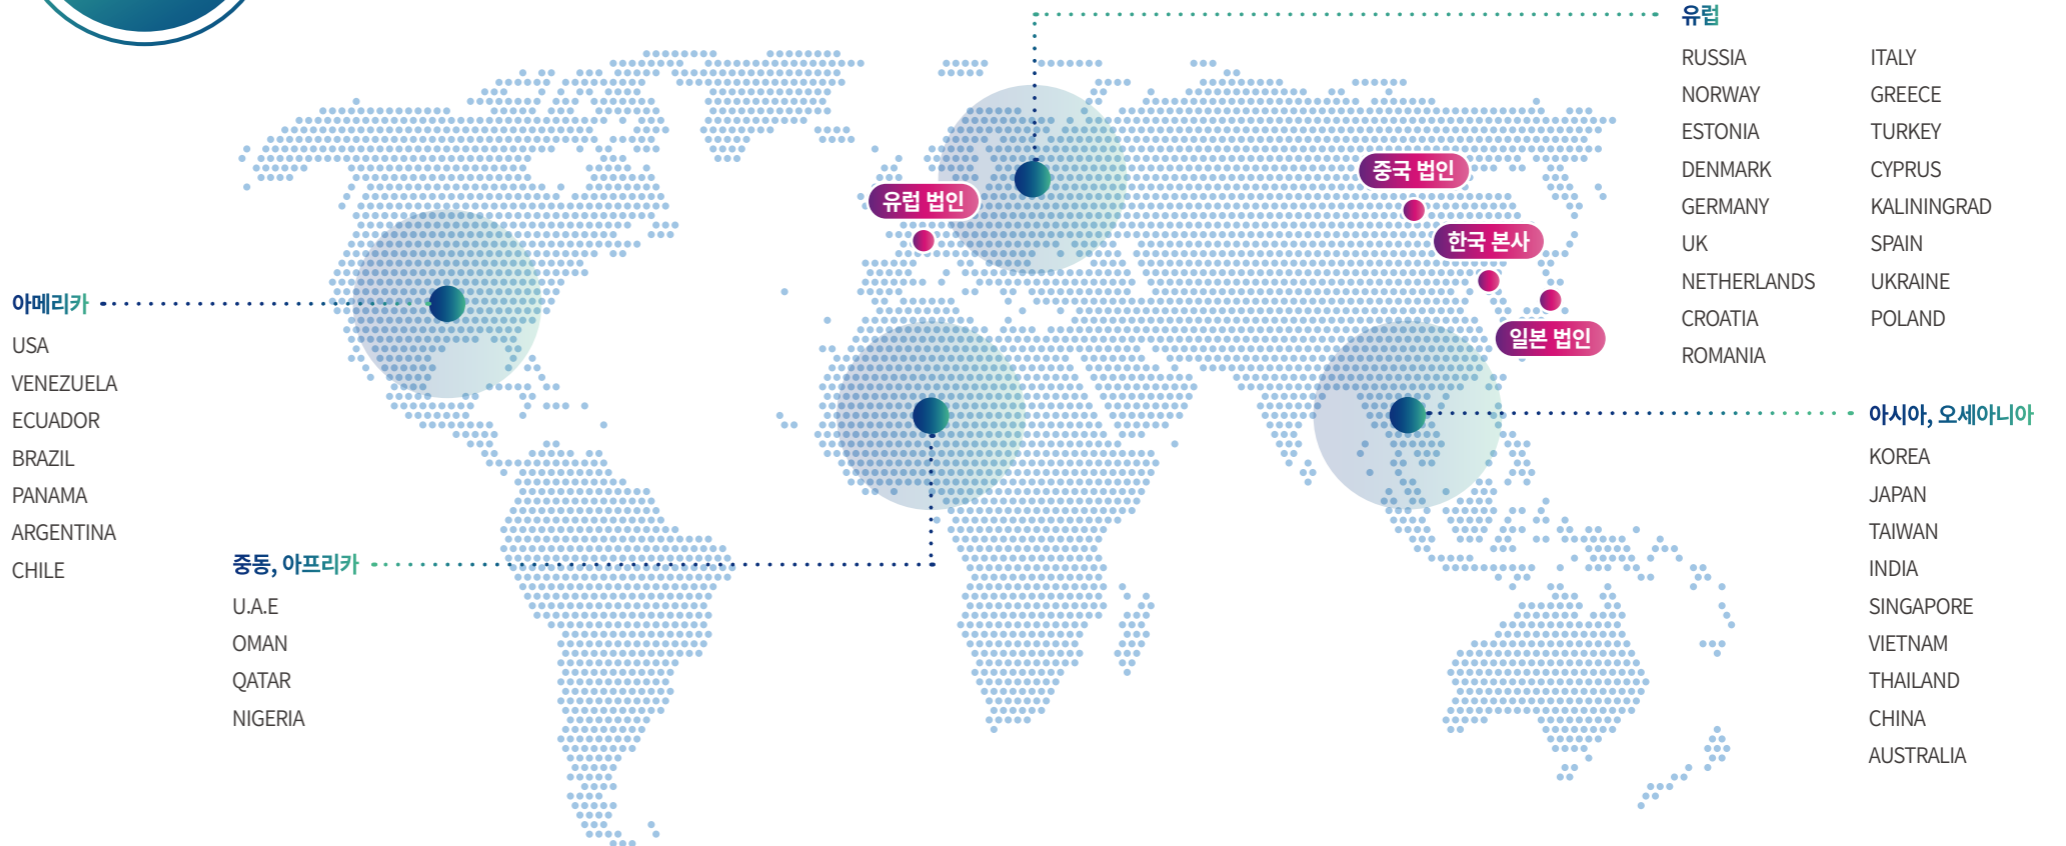 유럽
RUSSIA
NORWAY
ESTONIA
DENMARK
GERMANY
UK
NETHERLANDS
CROATIA
ROMANIA
ITALY
GREECE
TURKEY
CYPRUS
KALININGRAD
SPAIN
UKRAINE
POLAND
중국 법인
유럽 법인
한국 본사
일본 법인
아메리카
USA
VENEZUELA
ECUADOR
BRAZIL
PANAMA
ARGENTINA
CHILE
중동, 아프리카
U.A.E
OMAN
QATAR
NIGERIA
아시아, 오세아니아
KOREA
JAPAN
TAIWAN
INDIA
SINGAPORE
VIETNAM
THAILAND
CHINA
AUSTRALIA